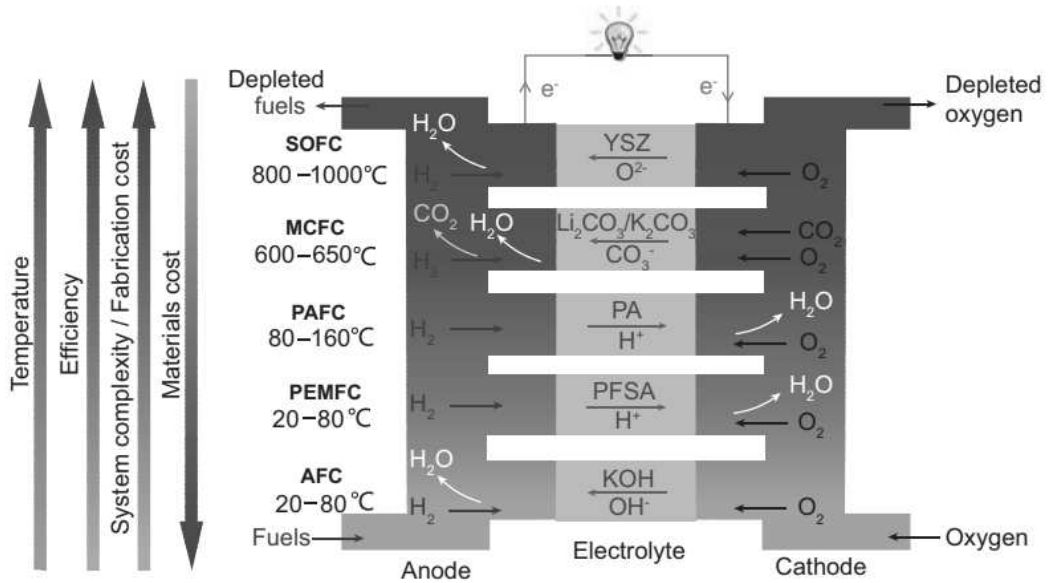 Temperature
Efficiency
System complexity / Fabrication cost
Materials cost
e⁻
e⁻
Depleted
fuels
Depleted
oxygen
SOFC
800–1000℃
H₂O
H₂
YSZ
O²⁻
O₂
MCFC
600–650℃
CO₂
H₂O
H₂
Li₂CO₃/K₂CO₃
CO₃⁻
CO₂
O₂
PAFC
80–160℃
H₂
PA
H⁺
H₂O
O₂
PEMFC
20–80℃
H₂
PFSA
H⁺
H₂O
O₂
AFC
20–80℃
H₂O
H₂
KOH
OH⁻
O₂
Fuels
Oxygen
Anode
Electrolyte
Cathode